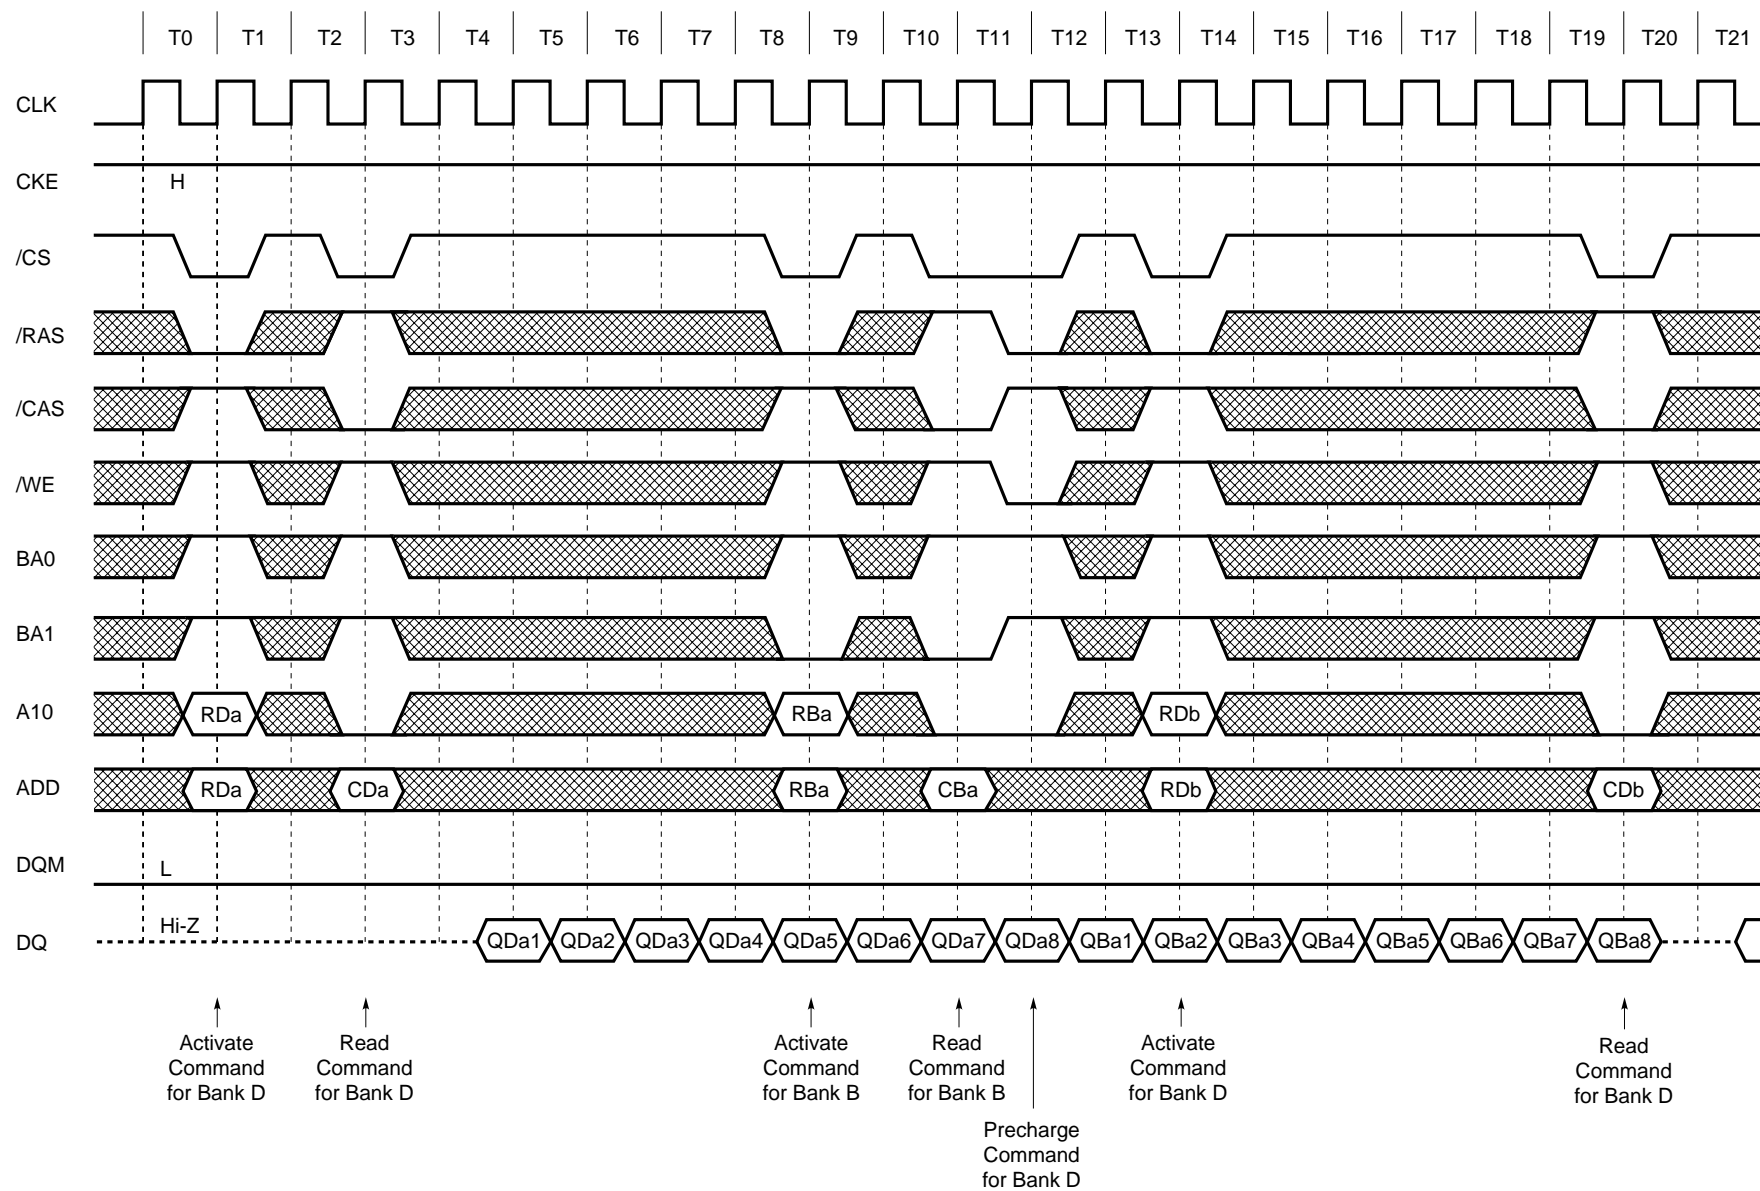 T0 T1 T2 T3 T4 T5 T6 T7 T8 T9 T10 T11 T12 T13 T14 T15 T16 T17 T18 T19 T20 T21
CLK
CKE
H
/CS
/RAS
/CAS
/WE
BA0
BA1
A10 RDa RBa RDb
ADD RDa CDa RBa CBa RDb CDb
DQM
L
Hi-Z
DQ QDa1 QDa2 QDa3 QDa4 QDa5 QDa6 QDa7 QDa8 QBa1 QBa2 QBa3 QBa4 QBa5 QBa6 QBa7 QBa8
Activate
Command
for Bank D
Read
Command
for Bank D
Activate
Command
for Bank B
Read
Command
for Bank B
Precharge
Command
for Bank D
Activate
Command
for Bank D
Read
Command
for Bank D